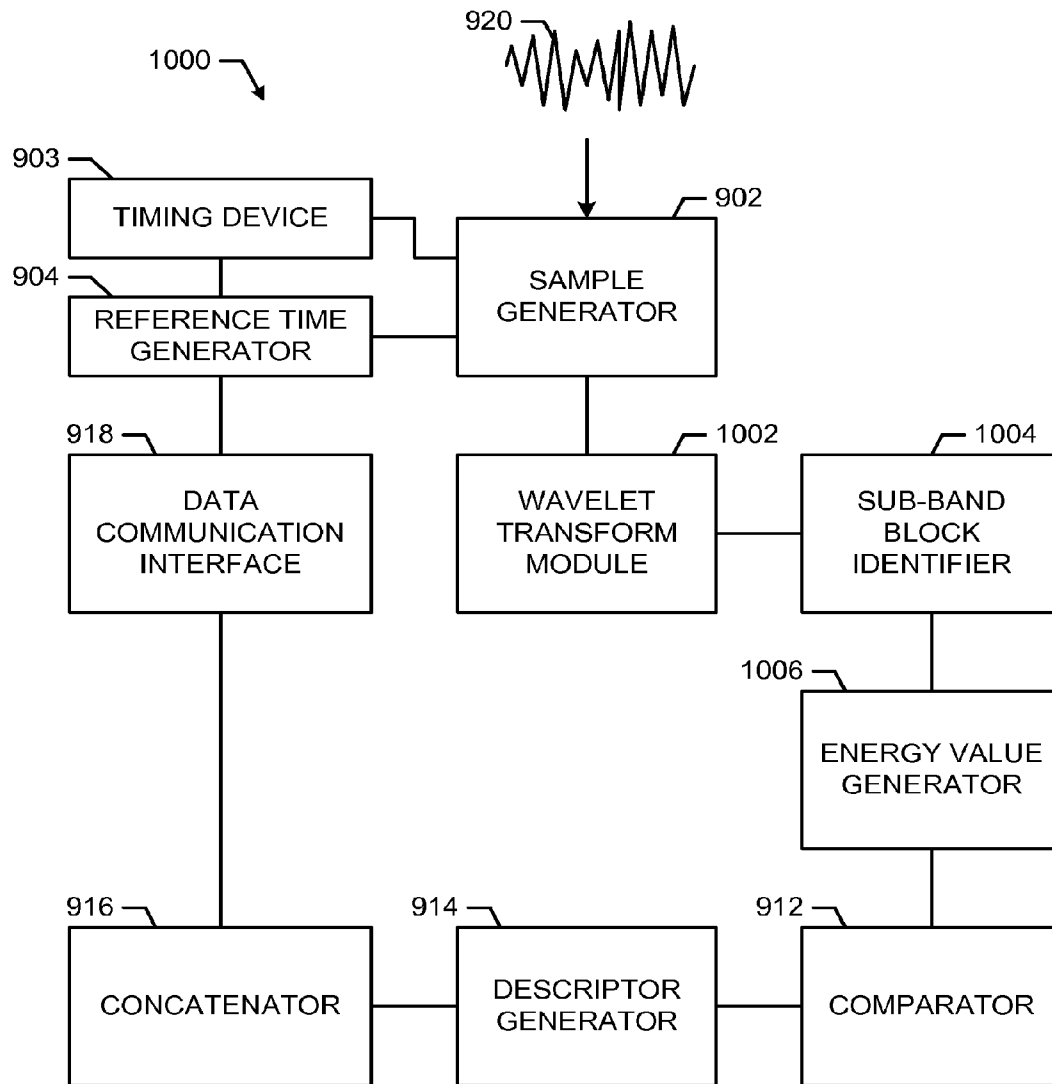 920
1000
903
TIMING DEVICE
902
SAMPLE
GENERATOR
904
REFERENCE TIME
GENERATOR
918
DATA
COMMUNICATION
INTERFACE
1002
WAVELET
TRANSFORM
MODULE
1004
SUB-BAND
BLOCK
IDENTIFIER
1006
ENERGY VALUE
GENERATOR
916
CONCATENATOR
914
DESCRIPTOR
GENERATOR
912
COMPARATOR